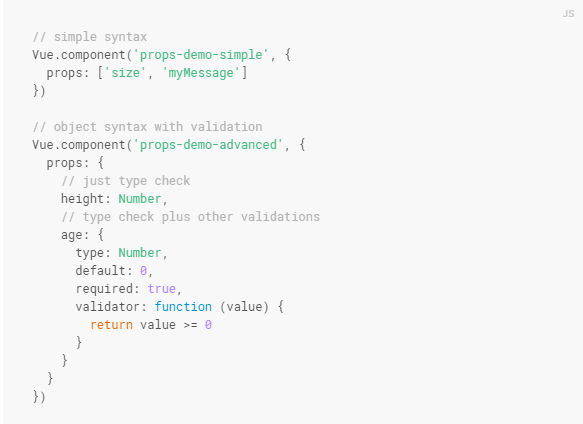 JS
// simple syntax
Vue.component('props-demo-simple', {
  props: ['size', 'myMessage']
})

// object syntax with validation
Vue.component('props-demo-advanced', {
  props: {
    // just type check
    height: Number,
    // type check plus other validations
    age: {
      type: Number,
      default: 0,
      required: true,
      validator: function (value) {
        return value >= 0
      }
    }
  }
})